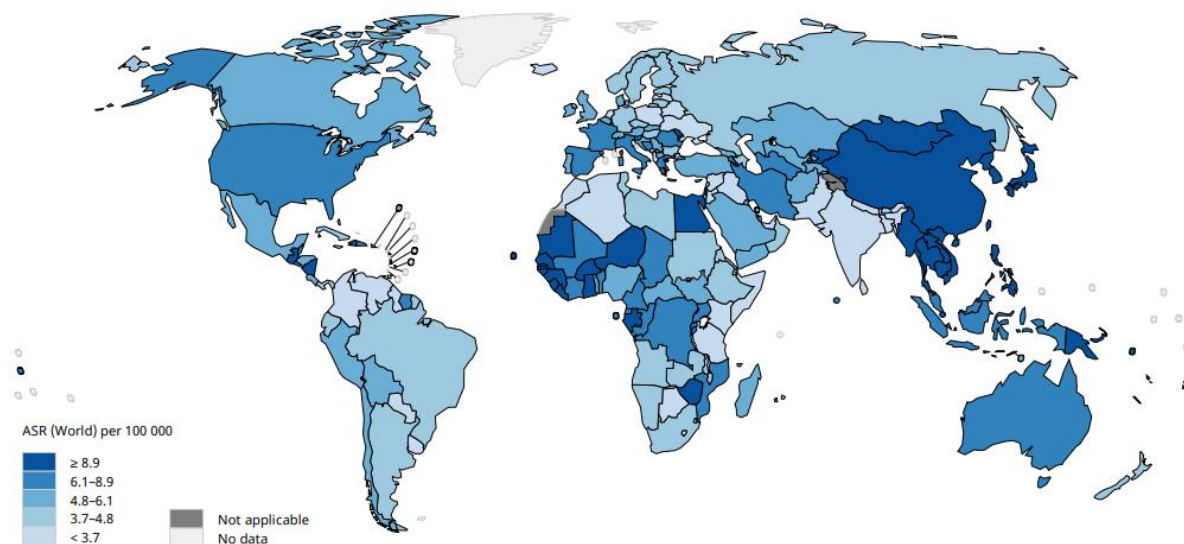 ASR (World) per 100 000
≥ 8.9
6.1–8.9
4.8–6.1
3.7–4.8
< 3.7
Not applicable
No data